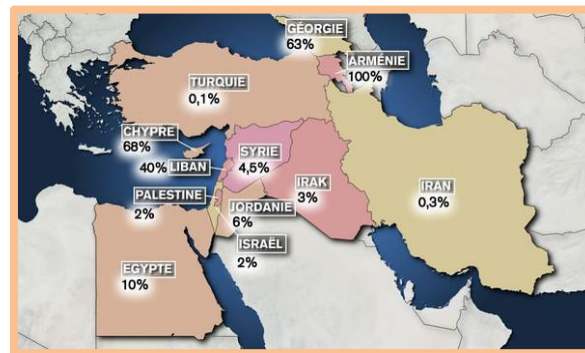 GÉORGIE
63%
ARMÉNIE
100%
TURQUIE
0,1%
CHYPRE
68%
40% LIBAN
SYRIE
4,5%
IRAK
3%
IRAN
0,3%
PALESTINE
2%
JORDANIE
6%
ISRAËL
2%
EGYPTE
10%